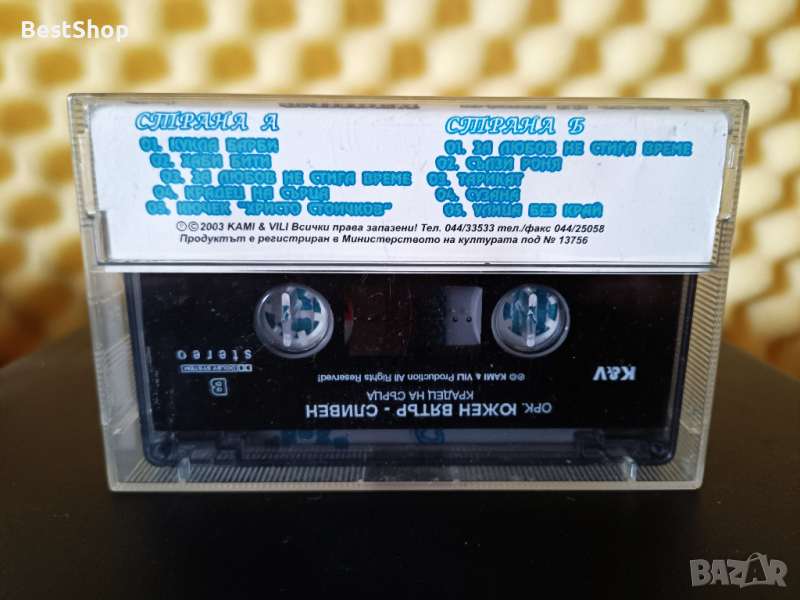 BestShop
СТРАНА А
01. КУКЛА БАРБИ
02. ХАБИ БИТИ
03. ЗА ЛЮБОВ НЕ СТИГА ВРЕМЕ
04. КРАДЕЦ НА СЪРЦА
05. КЮЧЕК "ХРИСТО СТОИЧКОВ"
СТРАНА Б
01. ЗА ЛЮБОВ НЕ СТИГА ВРЕМЕ
02. СЪЛЗИ РОНЯ
03. ТАРИКАТ
04. СУЗАНА
05. УЛИЦА БЕЗ КРАЙ
℗©2003 KAMI & VILI Всички права запазени! Тел. 044/33533 тел./факс 044/25058
Продуктът е регистриран в Министерството на културата под № 13756
ОРК. ЮЖЕН ВЯТЪР - СЛИВЕН
КРАДЕЦ НА СЪРЦА
℗© KAMI & VILI Production All Rights Reserved!
K&V
B
DOLBY SYSTEM
stereo
BAZAR